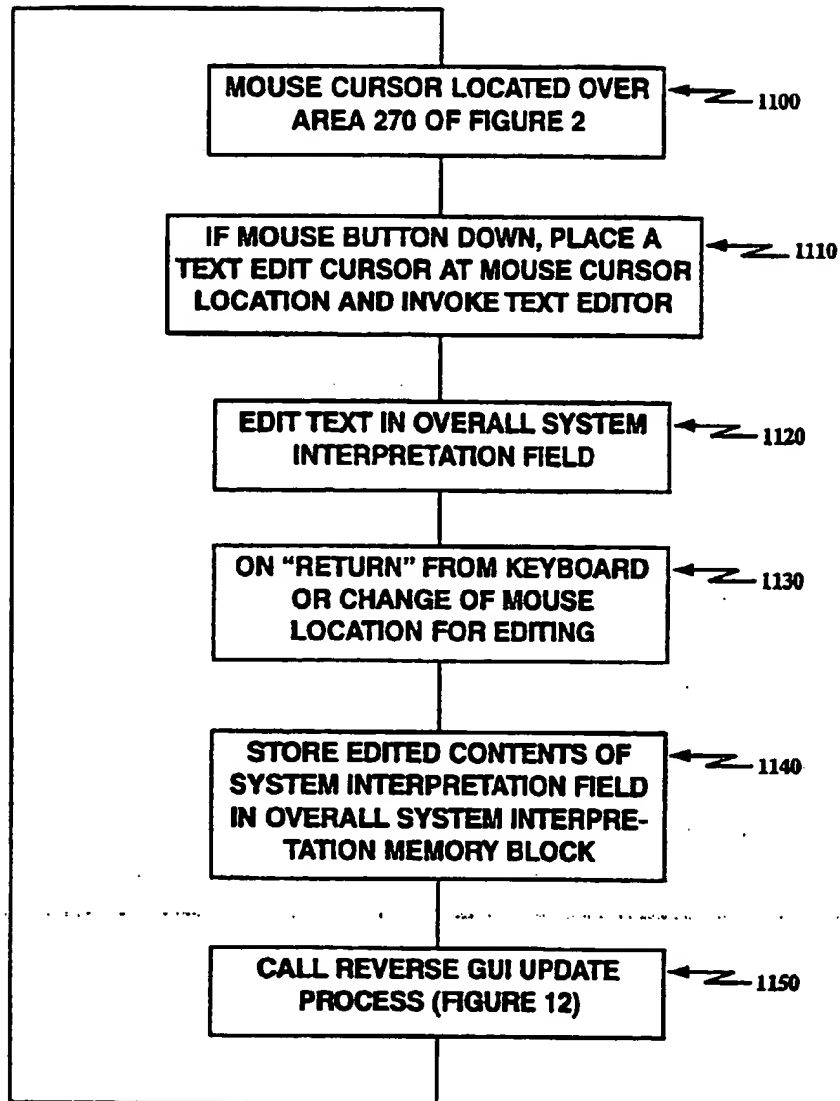 MOUSE CURSOR LOCATED OVER
AREA 270 OF FIGURE 2
1100
IF MOUSE BUTTON DOWN, PLACE A
TEXT EDIT CURSOR AT MOUSE CURSOR
LOCATION AND INVOKE TEXT EDITOR
1110
EDIT TEXT IN OVERALL SYSTEM
INTERPRETATION FIELD
1120
ON "RETURN" FROM KEYBOARD
OR CHANGE OF MOUSE
LOCATION FOR EDITING
1130
STORE EDITED CONTENTS OF
SYSTEM INTERPRETATION FIELD
IN OVERALL SYSTEM INTERPRE-
TATION MEMORY BLOCK
1140
CALL REVERSE GUI UPDATE
PROCESS (FIGURE 12)
1150